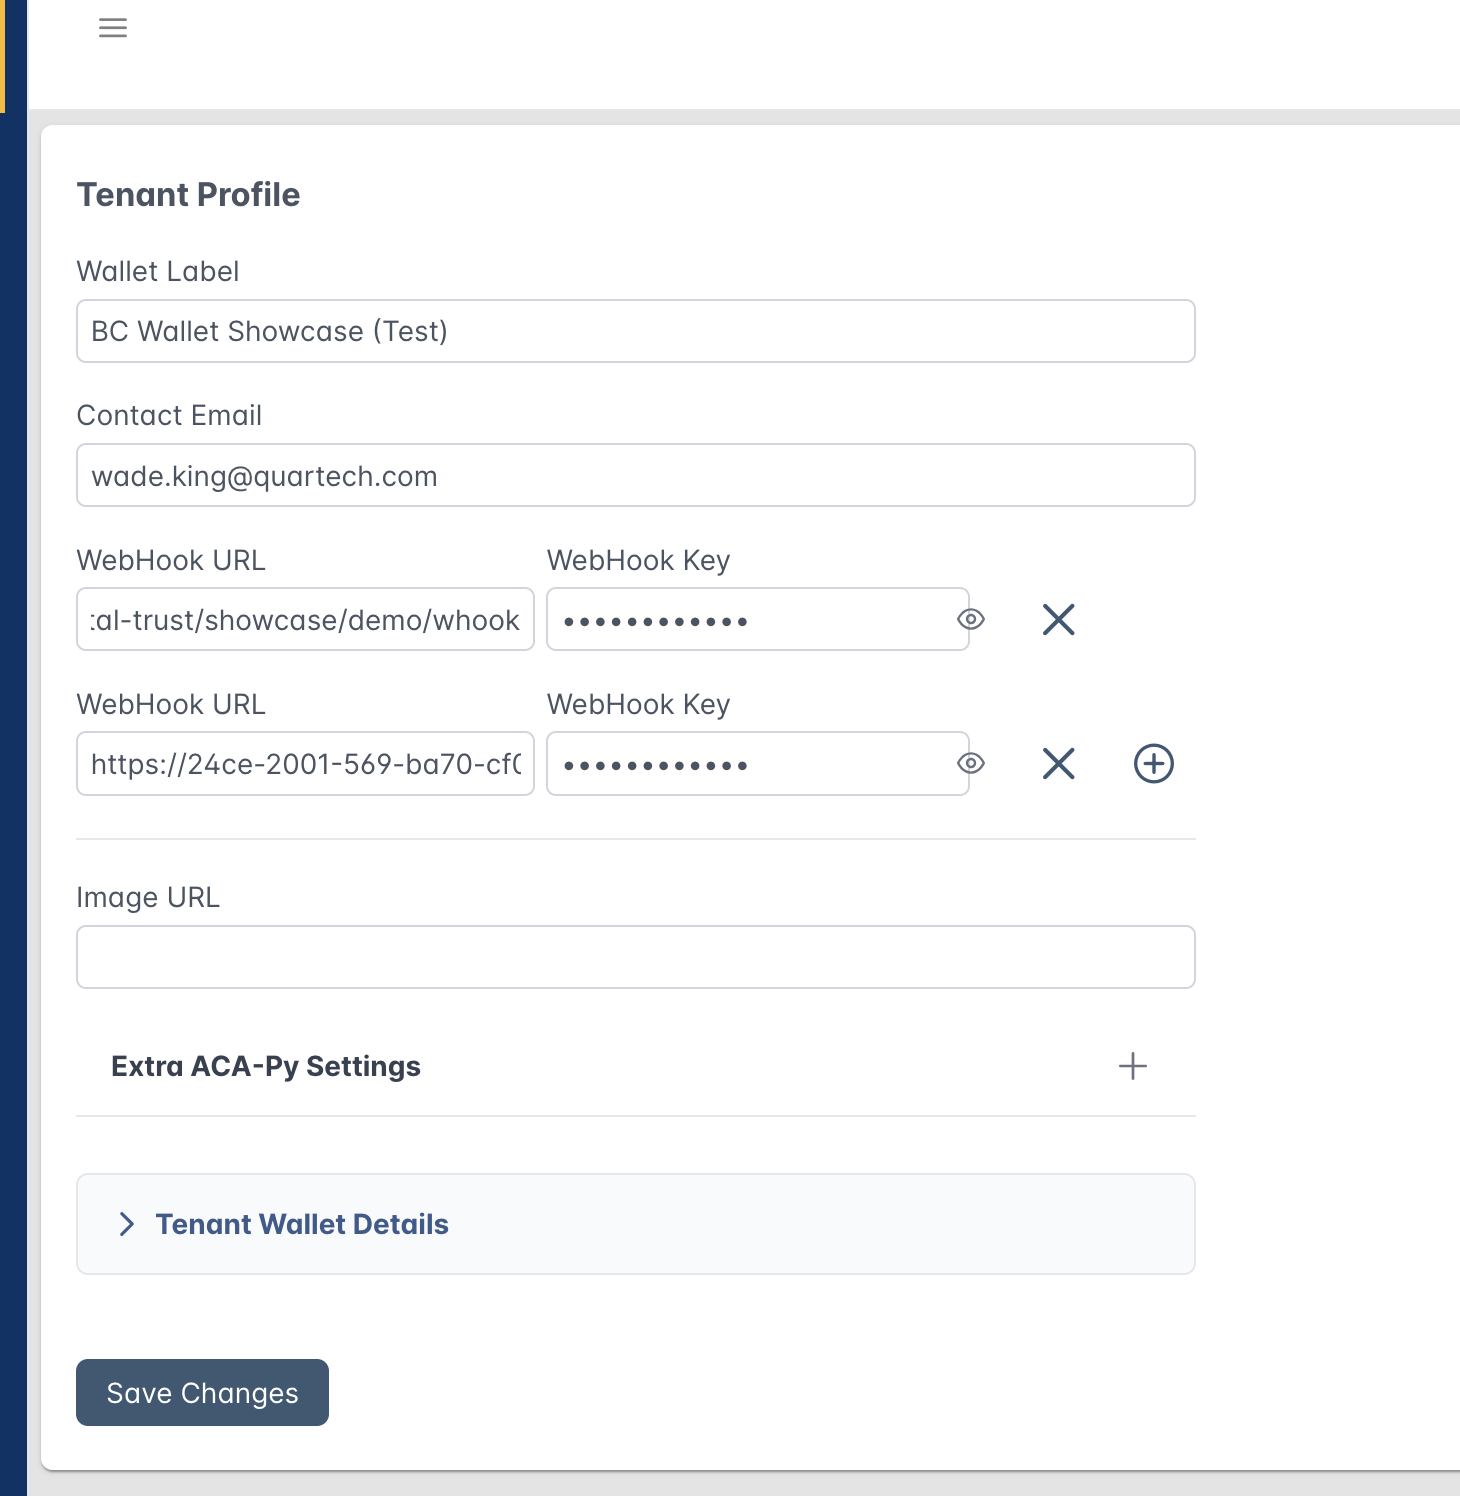 Tenant Profile
Wallet Label
BC Wallet Showcase (Test)
Contact Email
wade.king@quartech.com
WebHook URL WebHook Key
tal-trust/showcase/demo/whook ••••••••••••
WebHook URL WebHook Key
https://24ce-2001-569-ba70-cf0 ••••••••••••
Image URL
Extra ACA-Py Settings
Tenant Wallet Details
Save Changes